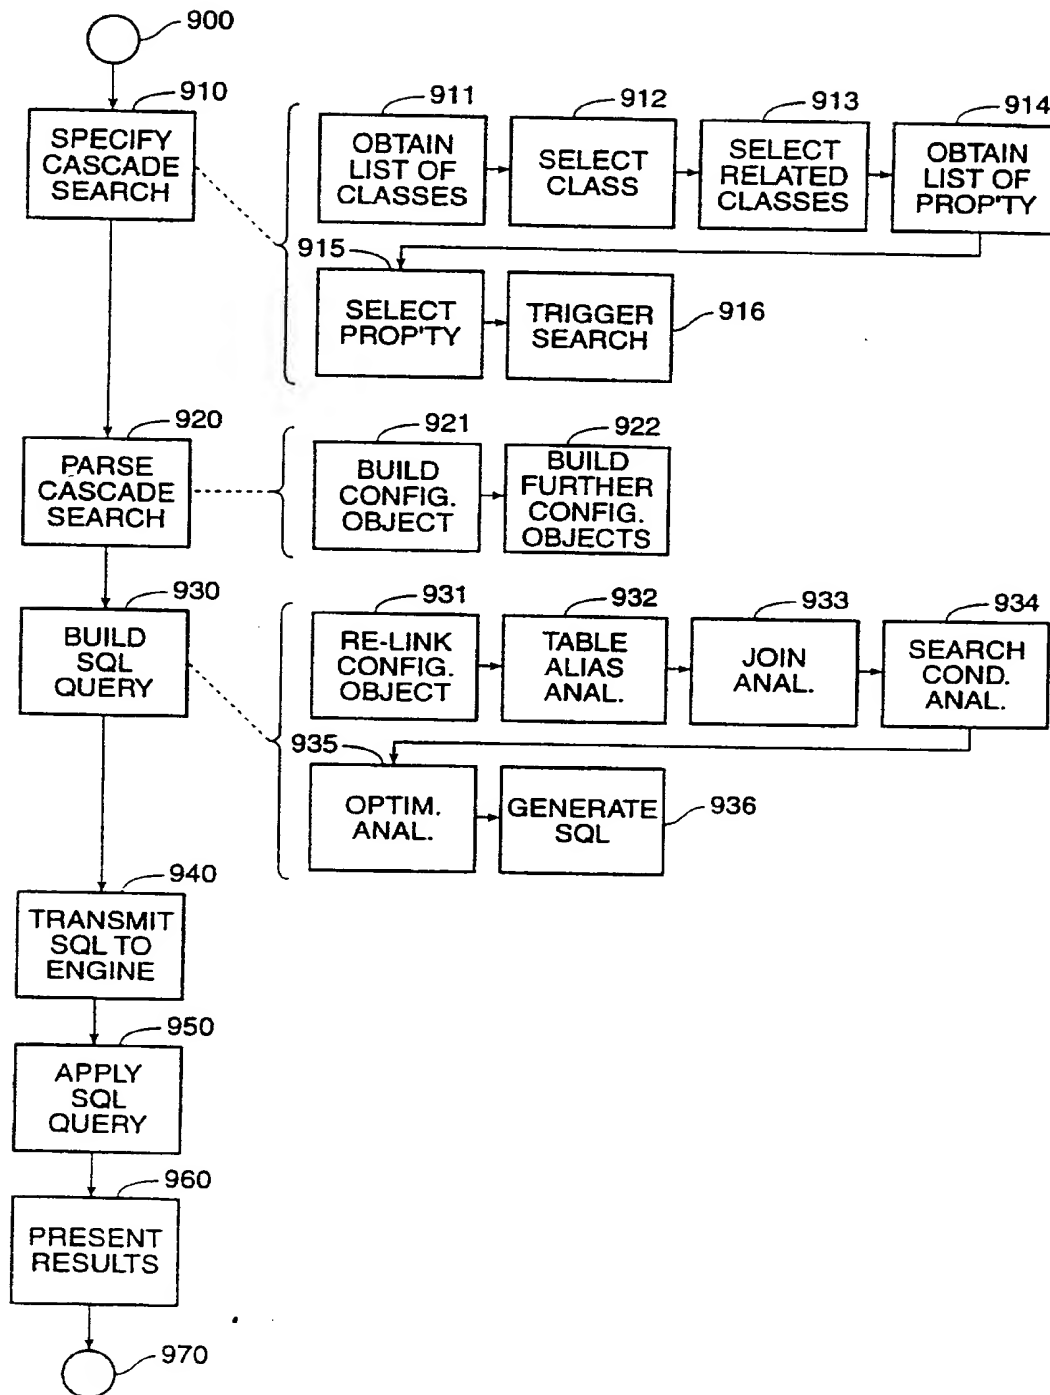 900
910
SPECIFY
CASCADE
SEARCH
911
OBTAIN
LIST OF
CLASSES
912
SELECT
CLASS
913
SELECT
RELATED
CLASSES
914
OBTAIN
LIST OF
PROP'TY
915
SELECT
PROP'TY
TRIGGER
SEARCH
916
920
PARSE
CASCADE
SEARCH
921
BUILD
CONFIG.
OBJECT
922
BUILD
FURTHER
CONFIG.
OBJECTS
930
BUILD
SQL
QUERY
931
RE-LINK
CONFIG.
OBJECT
932
TABLE
ALIAS
ANAL.
933
JOIN
ANAL.
934
SEARCH
COND.
ANAL.
935
OPTIM.
ANAL.
GENERATE
SQL
936
940
TRANSMIT
SQL TO
ENGINE
950
APPLY
SQL
QUERY
960
PRESENT
RESULTS
970